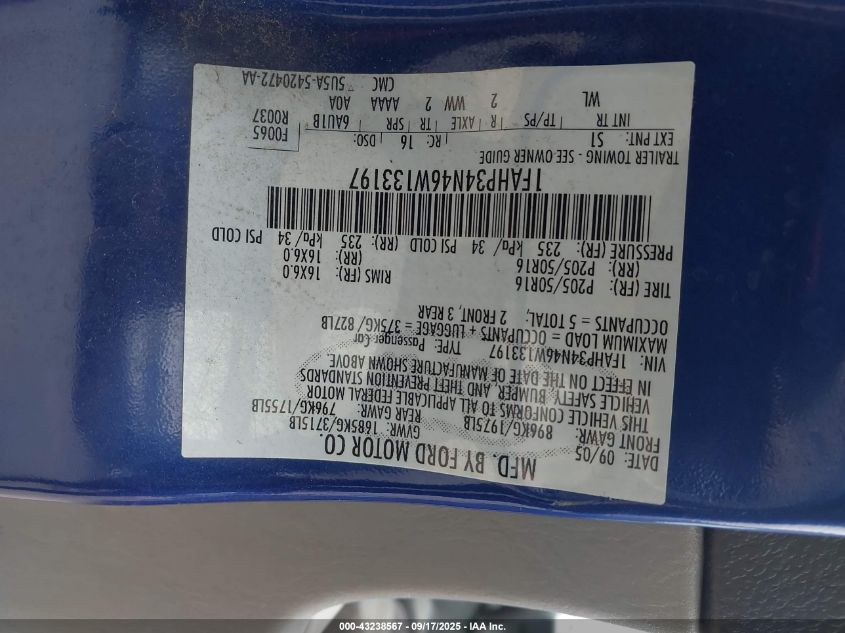 MFD. BY FORD MOTOR CO.
DATE: 09/05 GVWR: 1685KG/3715LB
FRONT GAWR: REAR GAWR:
896KG/1975LB 796KG/1755LB
THIS VEHICLE CONFORMS TO ALL APPLICABLE FEDERAL MOTOR
VEHICLE SAFETY, BUMPER, AND THEFT PREVENTION STANDARDS
IN EFFECT ON THE DATE OF MANUFACTURE SHOWN ABOVE.
VIN: 1FAHP34N46W133197 TYPE: Passenger Car
MAXIMUM LOAD = OCCUPANTS + LUGGAGE = 375KG/827LB
OCCUPANTS = 5 TOTAL, 2 FRONT, 3 REAR
TIRE (FR): P205/50R16 RIMS (FR): 16X6.0
(RR): P205/50R16 (RR): 16X6.0
PRESSURE (FR): 235 kPa/34 PSI COLD (RR): 235 kPa/34 PSI COLD
1FAHP34N46W133197
TRAILER TOWING - SEE OWNER GUIDE
EXT PNT: S1 RC: 16 DSO: F0065
INT TR TP/PS R AXLE TR SPR 6AU1B R0037
WL 2 WW 2 AAAA AOA
CMC 5U5A-5420472-AA
000-43238567 - 09/17/2025 - IAA Inc.